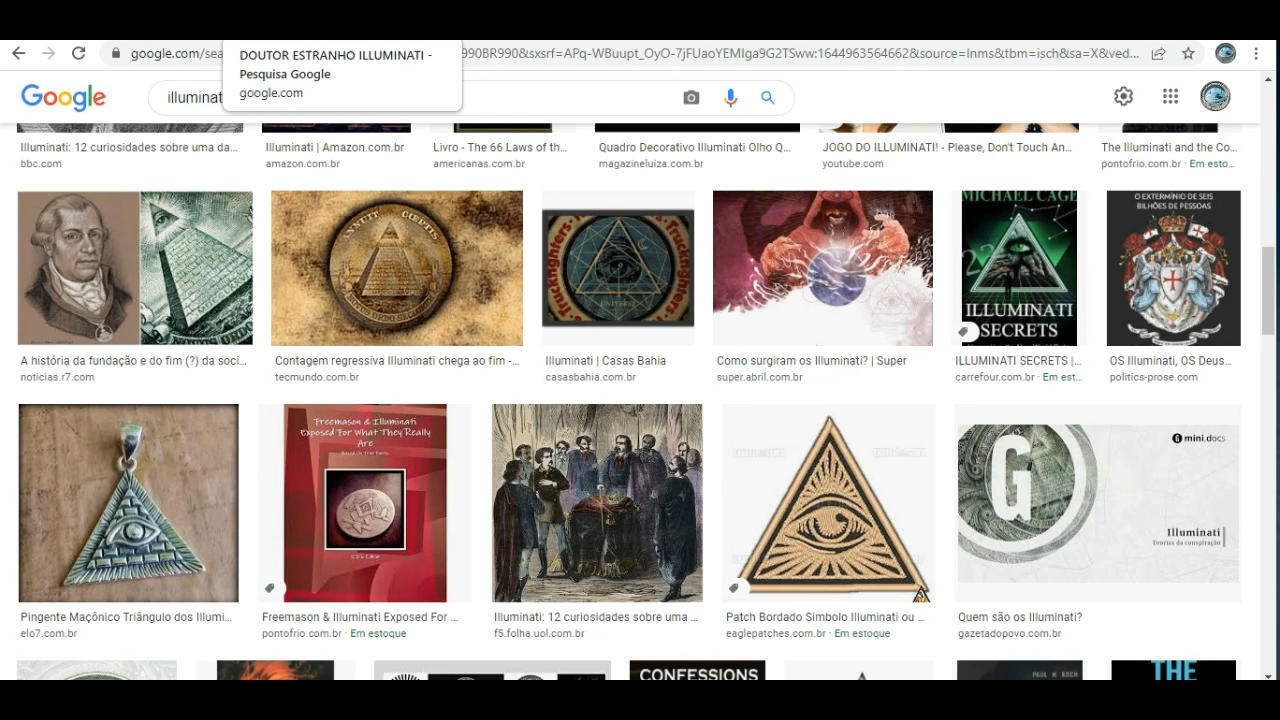 DOUTOR ESTRANHO ILLUMINATI -
Pesquisa Google
google.com
google.com/sea
990BR990&sxsrf=APq-WBuupt_OyO-7jFUaoYEMIga9G2TSww:1644963564662&source=lnms&tbm=isch&sa=X&ved...
Google
illuminat
Illuminati: 12 curiosidades sobre uma da...
bbc.com
Illuminati | Amazon.com.br
amazon.com.br
Livro - The 66 Laws of th...
americanas.com.br
Quadro Decorativo Illuminati Olho Q...
magazineluiza.com.br
JOGO DO ILLUMINATI! - Please, Don't Touch An...
youtube.com
The Illuminati and the Co...
pontofrio.com.br · Em esto...
ANNUIT CŒPTIS
Trucknghfers
Trucknghfers
MICHAEL CAGE
ILLUMINATI
SECRETS
O EXTERMÍNIO DE SEIS
BILHÕES DE PESSOAS
A história da fundação e do fim (?) da soci...
noticias.r7.com
Contagem regressiva Illuminati chega ao fim -...
tecmundo.com.br
Illuminati | Casas Bahia
casasbahia.com.br
Como surgiram os Illuminati? | Super
super.abril.com.br
ILLUMINATI SECRETS |...
carrefour.com.br · Em est...
OS Illuminati, OS Deus...
politics-prose.com
Freemason & Illuminati
Exposed For What They Really
Are
G
G mini.docs
Illuminati
Teorias da conspiração
Pingente Maçônico Triângulo dos Illumi...
elo7.com.br
Freemason & Illuminati Exposed For ...
pontofrio.com.br · Em estoque
Illuminati: 12 curiosidades sobre uma ...
f5.folha.uol.com.br
Patch Bordado Simbolo Illuminati ou ...
eaglepatches.com.br · Em estoque
Quem são os Illuminati?
gazetadopovo.com.br
CONFESSIONS
PAUL H KOCH
THE